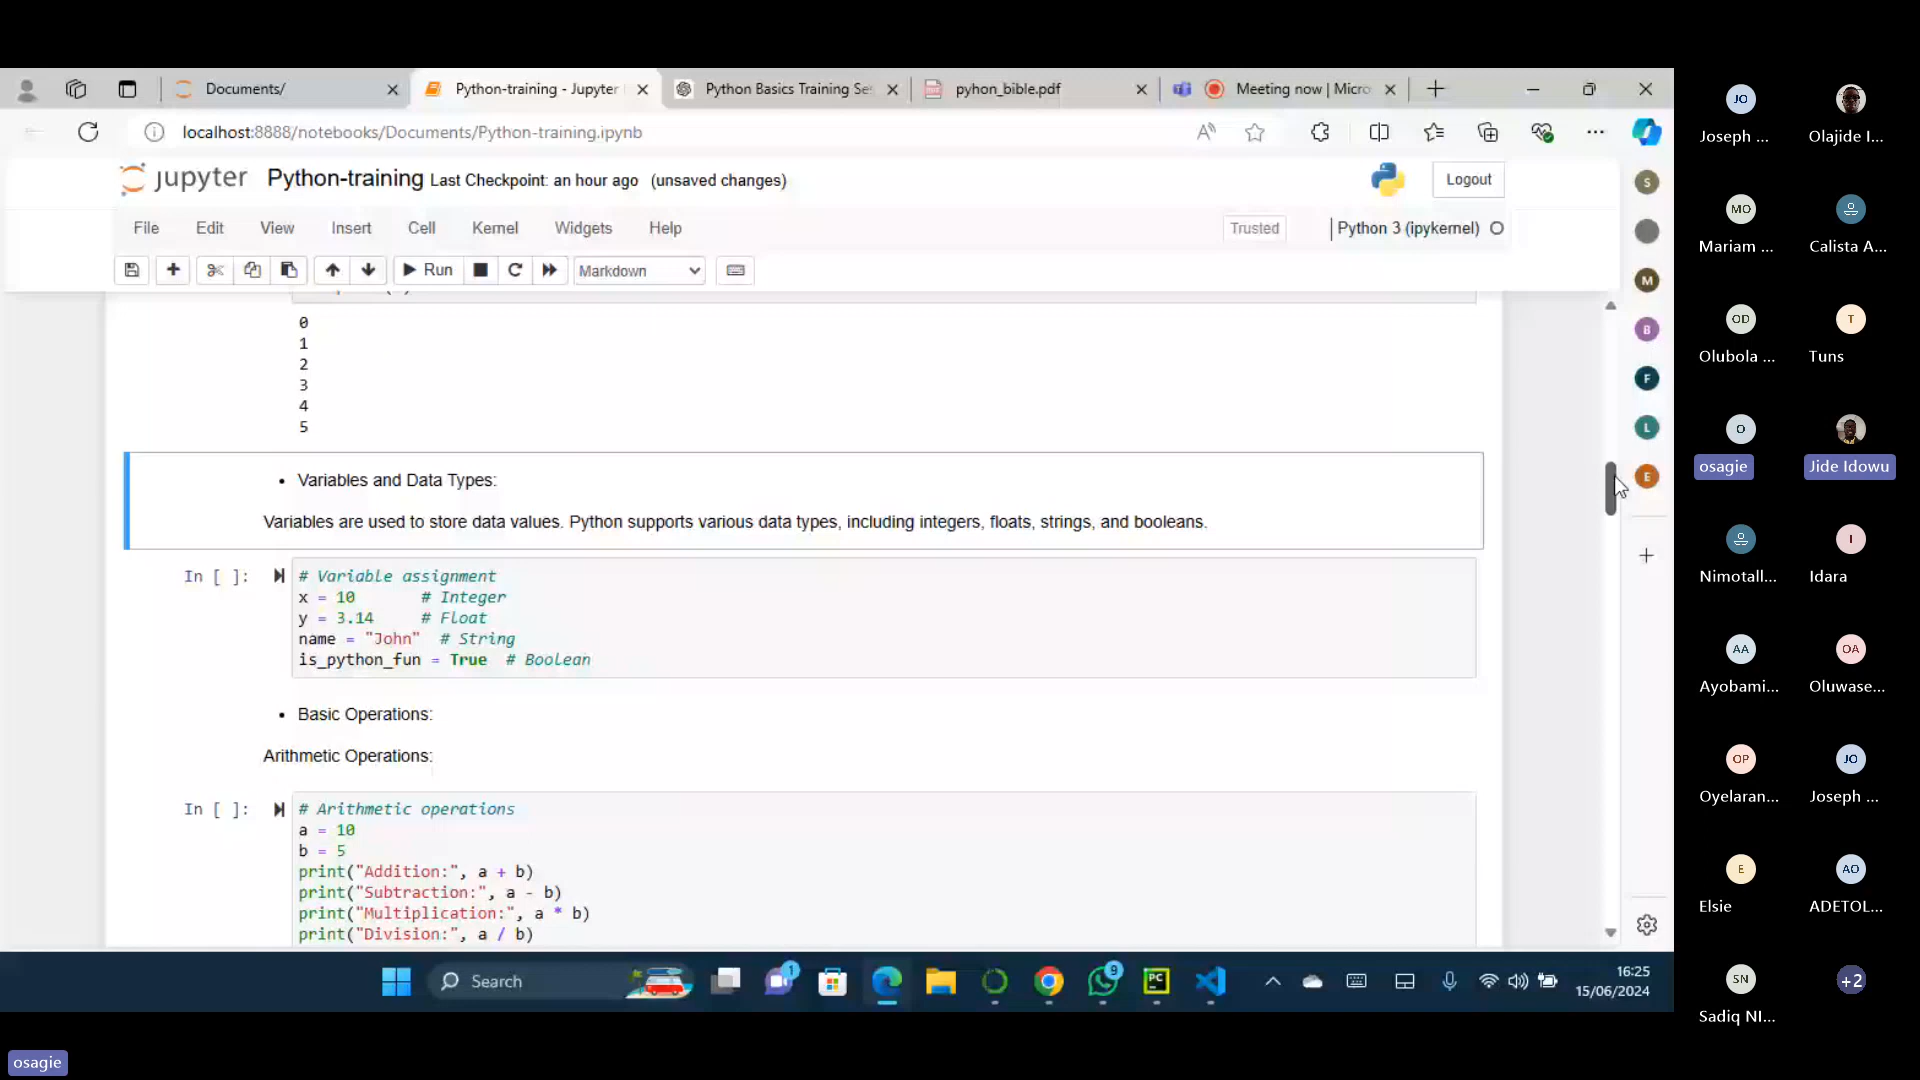 Documents/
Python-training - Jupyter
Python Basics Training Se
pyhon_bible.pdf
Meeting now | Micro
localhost:8888/notebooks/Documents/Python-training.ipynb
jupyter Python-training Last Checkpoint: an hour ago (unsaved changes)
Logout
File Edit View Insert Cell Kernel Widgets Help
Trusted
Python 3 (ipykernel)
Run
Markdown
0
1
2
3
4
5
• Variables and Data Types:
Variables are used to store data values. Python supports various data types, including integers, floats, strings, and booleans.
In [ ]:
# Variable assignment
x = 10       # Integer
y = 3.14     # Float
name = "John"  # String
is_python_fun = True  # Boolean
• Basic Operations:
Arithmetic Operations:
In [ ]:
# Arithmetic operations
a = 10
b = 5
print("Addition:", a + b)
print("Subtraction:", a - b)
print("Multiplication:", a * b)
print("Division:", a / b)
S
M
B
F
L
E
Search
1
9
PC
16:25
15/06/2024
JO
Joseph ...
Olajide I...
MO
Mariam ...
Calista A...
OD
Olubola ...
T
Tuns
O
osagie
Jide Idowu
Nimotall...
I
Idara
AA
Ayobami...
OA
Oluwase...
OP
Oyelaran...
JO
Joseph ...
E
Elsie
AO
ADETOL...
SN
Sadiq NI...
+2
osagie